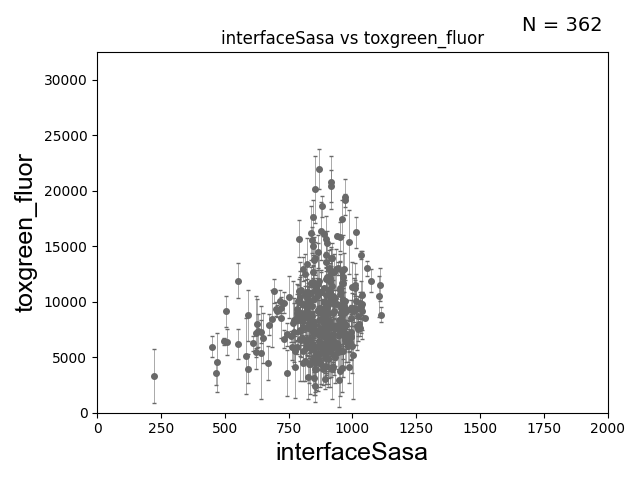 N = 362
interfaceSasa vs toxgreen_fluor
toxgreen_fluor
30000
25000
20000
15000
10000
5000
0
0 250 500 750 1000 1250 1500 1750 2000
interfaceSasa